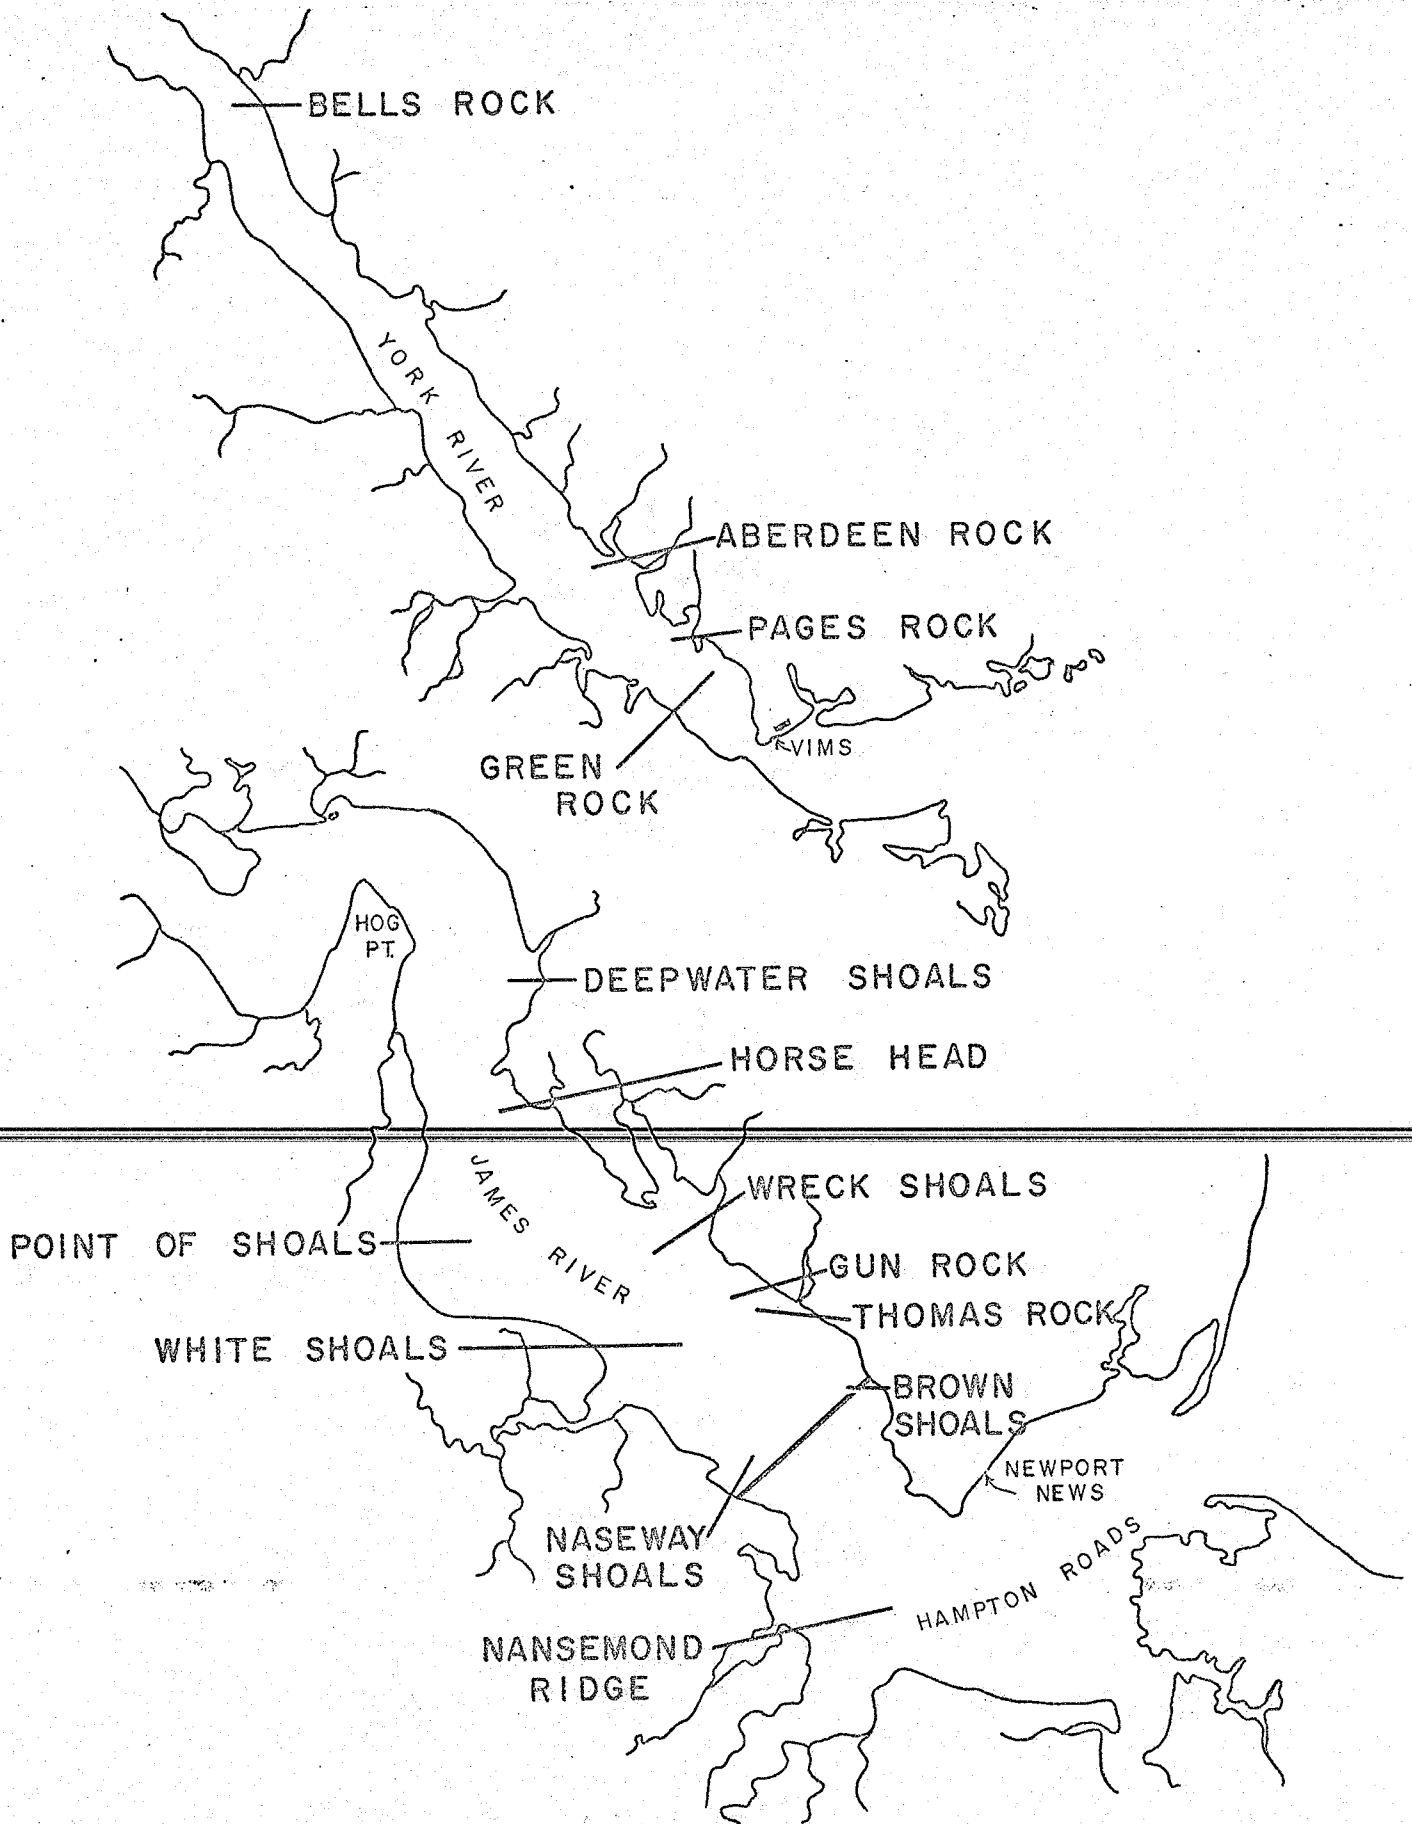 BELLS ROCK
YORK RIVER
ABERDEEN ROCK
PAGES ROCK
VIMS
GREEN
ROCK
HOG
PT.
DEEPWATER SHOALS
HORSE HEAD
JAMES RIVER
WRECK SHOALS
POINT OF SHOALS
GUN ROCK
THOMAS ROCK
WHITE SHOALS
BROWN
SHOALS
NEWPORT
NEWS
NASEWAY
SHOALS
HAMPTON ROADS
NANSEMOND
RIDGE